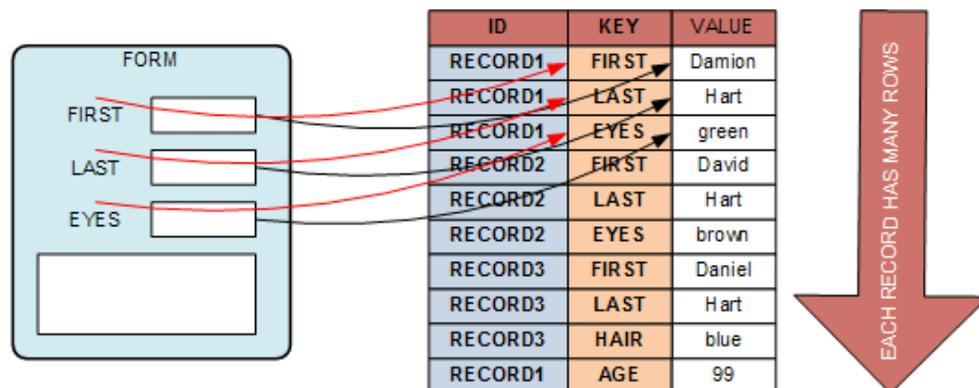 FORM
FIRST
LAST
EYES
ID KEY VALUE
RECORD1 FIRST Damion
RECORD1 LAST Hart
RECORD1 EYES green
RECORD2 FIRST David
RECORD2 LAST Hart
RECORD2 EYES brown
RECORD3 FIRST Daniel
RECORD3 LAST Hart
RECORD3 HAIR blue
RECORD1 AGE 99
EACH RECORD HAS MANY ROWS